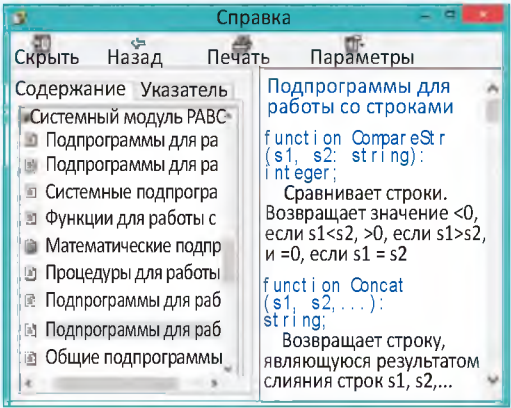 Справка
Скрыть Назад Печать Параметры
Содержание Указатель
Системный модуль PABC
Подпрограммы для ра
Подпрограммы для ра
Системные подпрогра
Функции для работы с
Математические подпр
Процедуры для работы
Подпрограммы для раб
Подпрограммы для раб
Общие подпрограммы
Подпрограммы для
работы со строками
function CompareStr
(s1, s2: string):
integer;
Сравнивает строки.
Возвращает значение <0,
если s1<s2, >0, если s1>s2,
и =0, если s1 = s2
function Concat
(s1, s2,...):
string;
Возвращает строку,
являющуюся результатом
слияния строк s1, s2,...